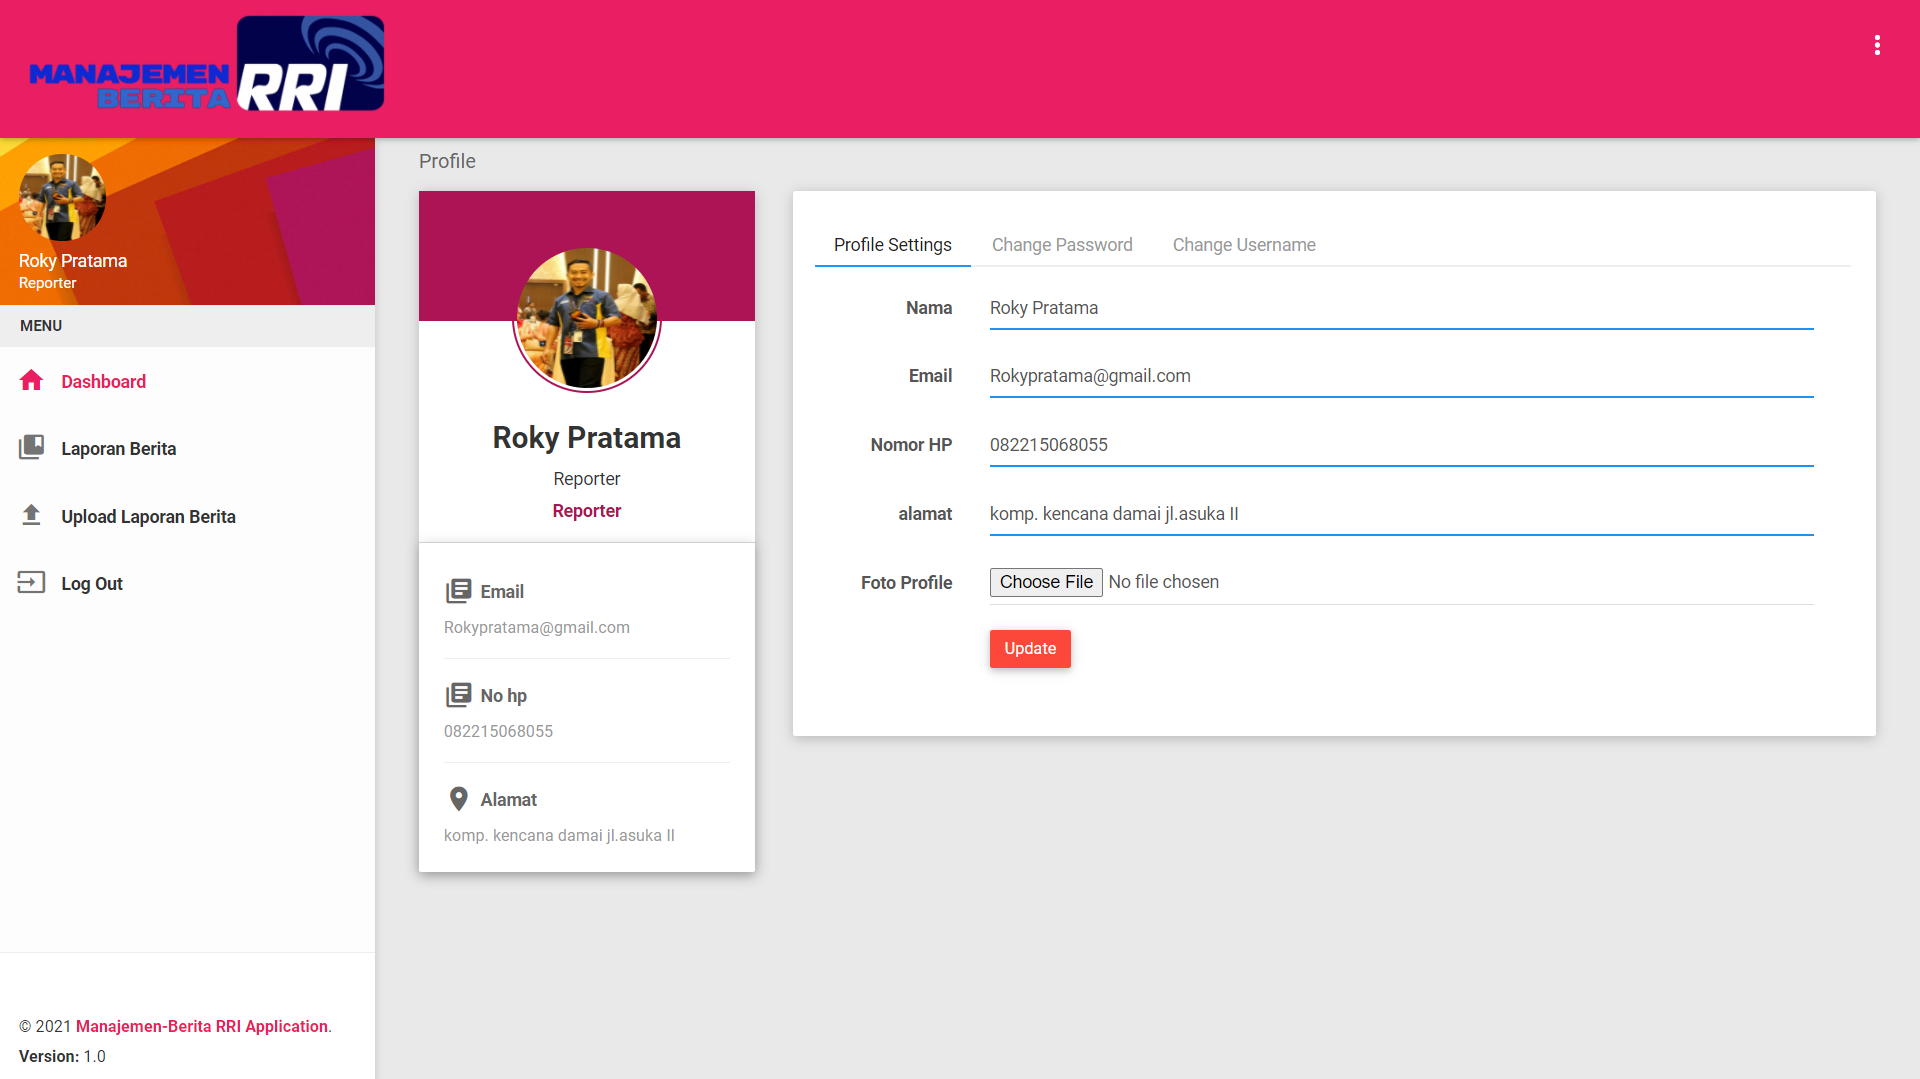 MANAJEMEN
BERITA
RRI
Roky Pratama
Reporter
MENU
Dashboard
Laporan Berita
Upload Laporan Berita
Log Out
© 2021 Manajemen-Berita RRI Application.
Version: 1.0
Profile
Roky Pratama
Reporter
Reporter
Email
Rokypratama@gmail.com
No hp
082215068055
Alamat
komp. kencana damai jl.asuka II
Profile Settings Change Password Change Username
Nama Roky Pratama
Email Rokypratama@gmail.com
Nomor HP 082215068055
alamat komp. kencana damai jl.asuka II
Foto Profile Choose File No file chosen
Update